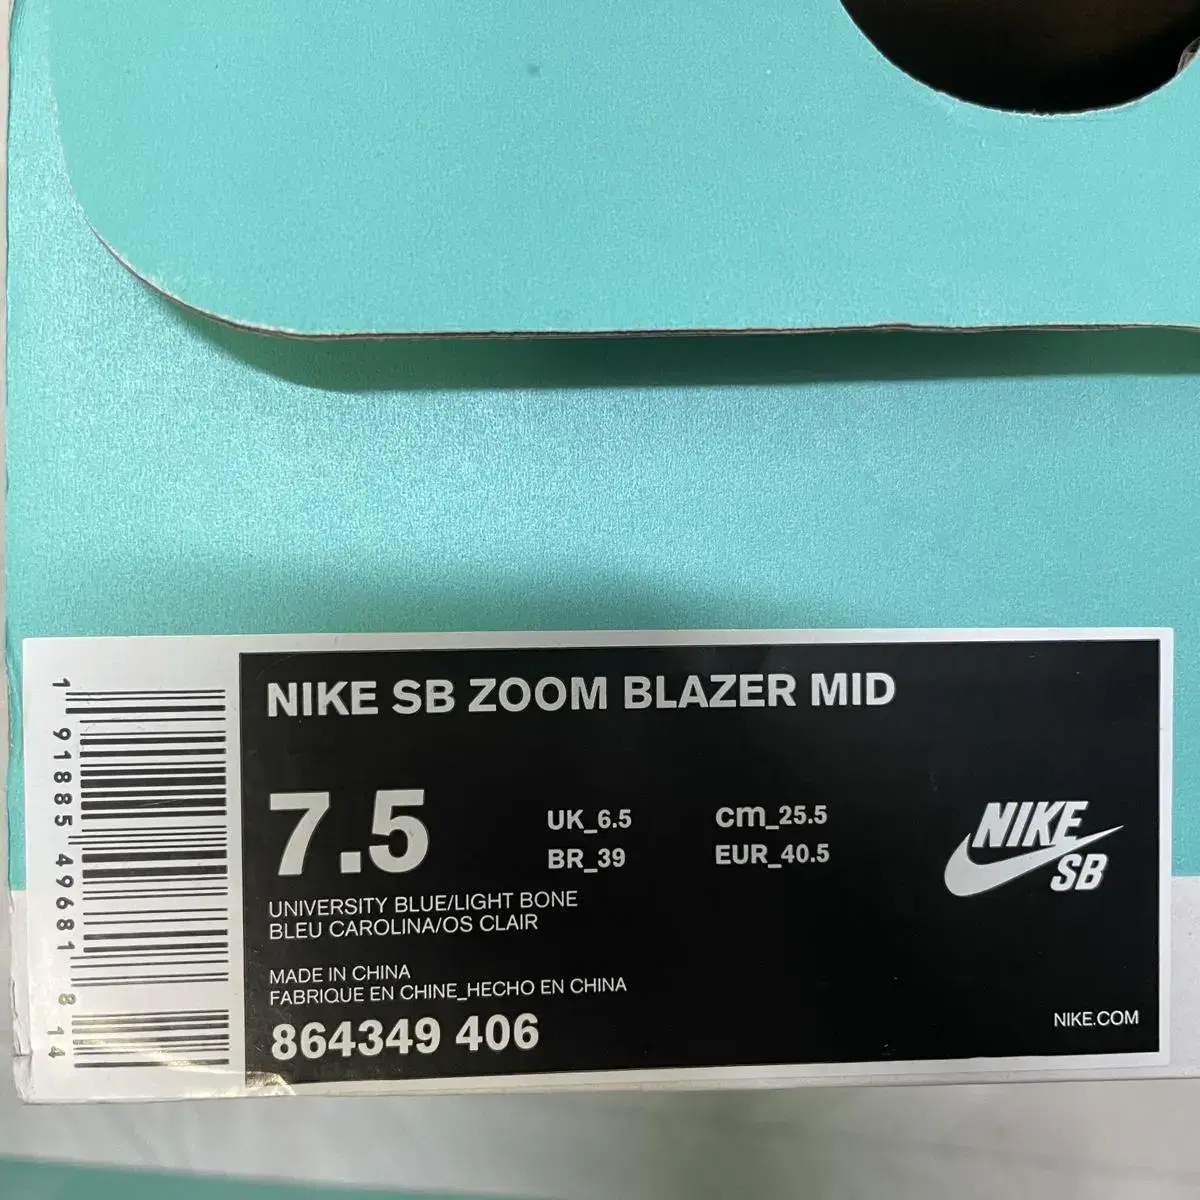 NIKE SB ZOOM BLAZER MID
7.5
UK_6.5
cm_25.5
BR_39
EUR_40.5
UNIVERSITY BLUE/LIGHT BONE
BLEU CAROLINA/OS CLAIR
MADE IN CHINA
FABRIQUE EN CHINE_HECHO EN CHINA
864349 406
NIKE
SB
NIKE.COM
1 91885 49681 8 14